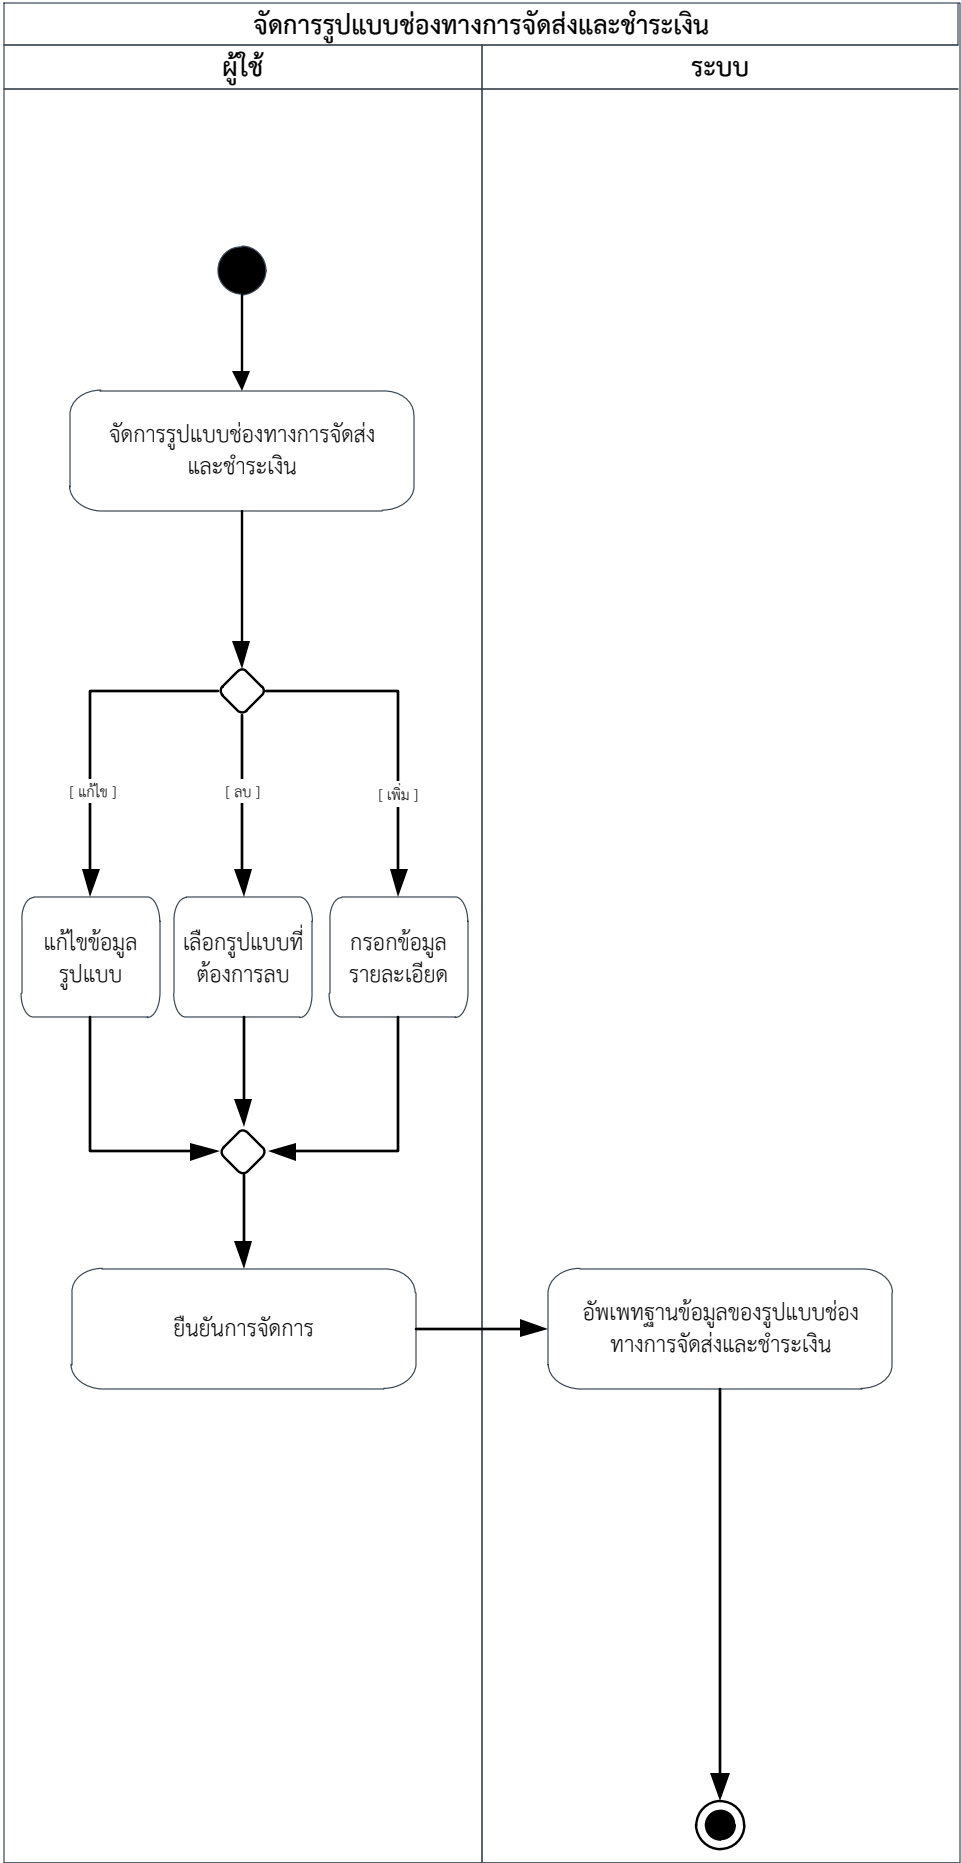 จัดการรูปแบบช่องทางการจัดส่งและชำระเงิน
ผู้ใช้
ระบบ
จัดการรูปแบบช่องทางการจัดส่ง
และชำระเงิน
[ แก้ไข ]
[ ลบ ]
[ เพิ่ม ]
แก้ไขข้อมูล
รูปแบบ
เลือกรูปแบบที่
ต้องการลบ
กรอกข้อมูล
รายละเอียด
ยืนยันการจัดการ
อัพเพทฐานข้อมูลของรูปแบบช่อง
ทางการจัดส่งและชำระเงิน